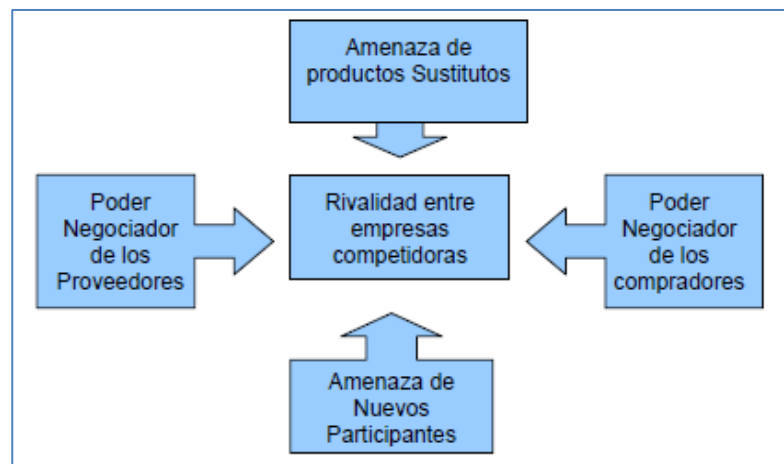 Amenaza de
productos Sustitutos
Poder
Negociador
de los
Proveedores
Rivalidad entre
empresas
competidoras
Poder
Negociador
de los
compradores
Amenaza de
Nuevos
Participantes